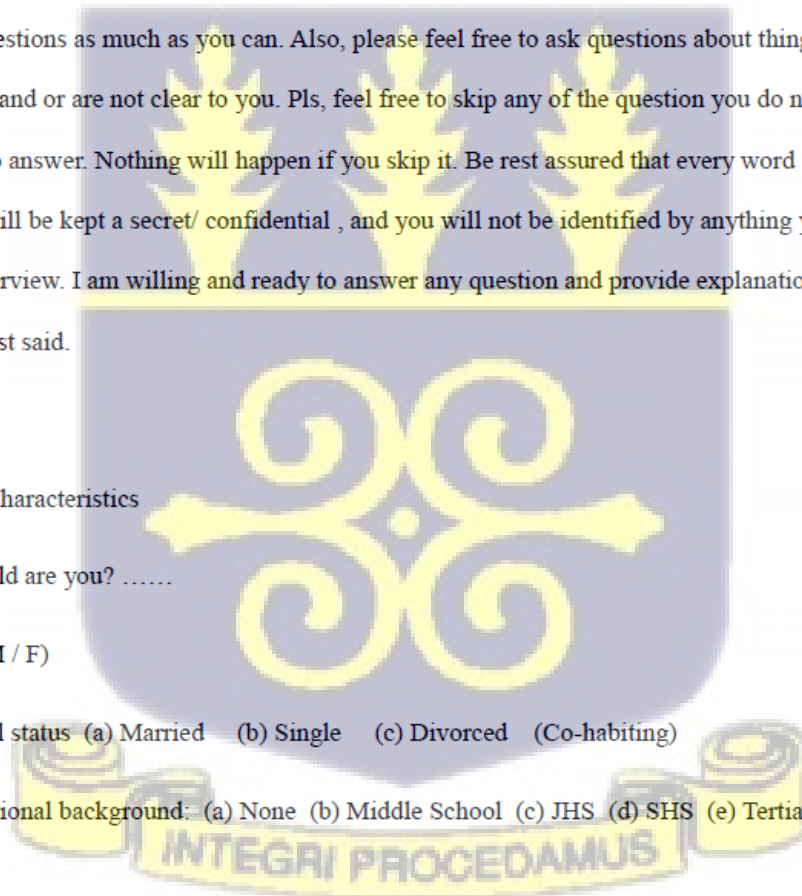 estions as much as you can. Also, please feel free to ask questions about thing
and or are not clear to you. Pls, feel free to skip any of the question you do n
o answer. Nothing will happen if you skip it. Be rest assured that every word
ill be kept a secret/ confidential , and you will not be identified by anything y
rview. I am willing and ready to answer any question and provide explanatio
st said.
haracteristics
ld are you? ……
I / F)
l status (a) Married (b) Single (c) Divorced (Co-habiting)
ional background: (a) None (b) Middle School (c) JHS (d) SHS (e) Tertia
INTEGRI PROCEDAMUS